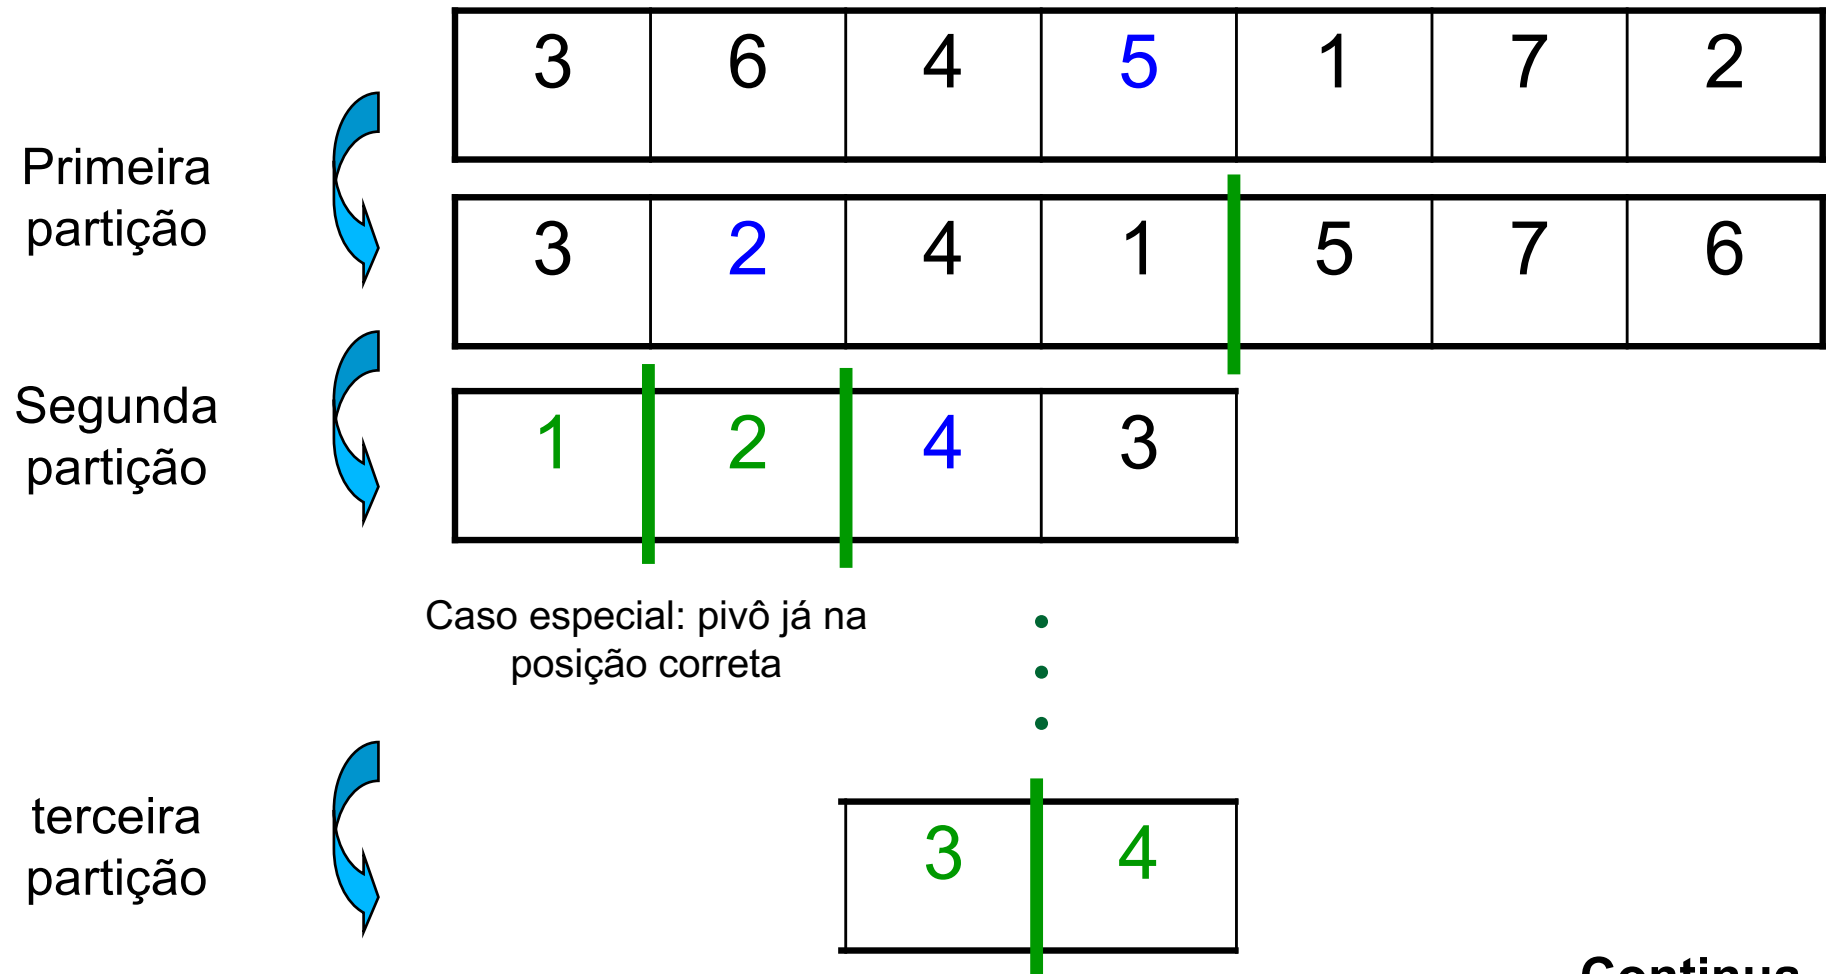 3 6 4 5 1 7 2
Primeira
partição
3 2 4 1 5 7 6
Segunda
partição
1 2 4 3
Caso especial: pivô já na
posição correta
terceira
partição
3 4
Continua